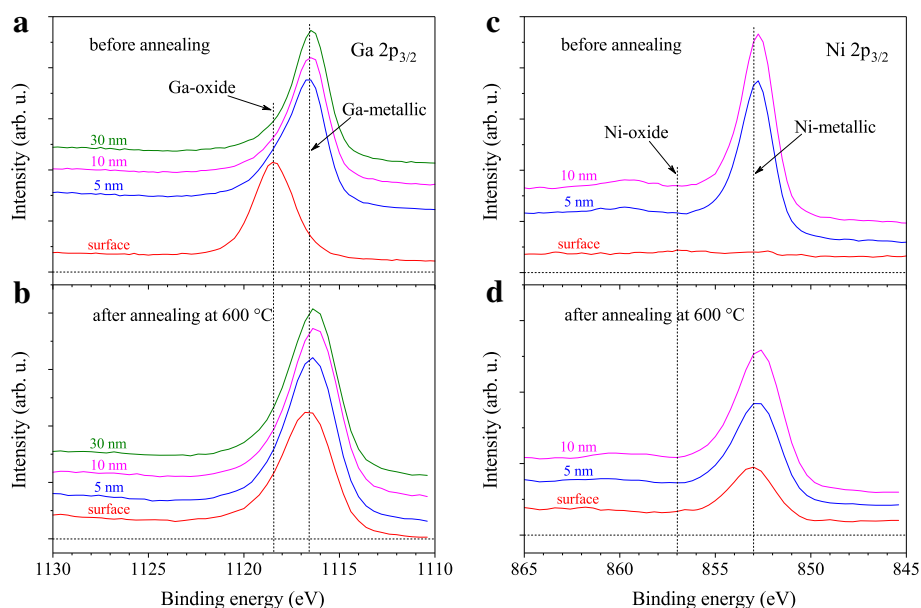 a
before annealing
Ga 2p3/2
Ga-oxide
Ga-metallic
30 nm
10 nm
5 nm
surface
Intensity (arb. u.)
b
after annealing at 600 °C
30 nm
10 nm
5 nm
surface
Intensity (arb. u.)
1130 1125 1120 1115 1110
Binding energy (eV)
c
before annealing
Ni 2p3/2
Ni-oxide
Ni-metallic
10 nm
5 nm
surface
Intensity (arb. u.)
d
after annealing at 600 °C
10 nm
5 nm
surface
Intensity (arb. u.)
865 860 855 850 845
Binding energy (eV)